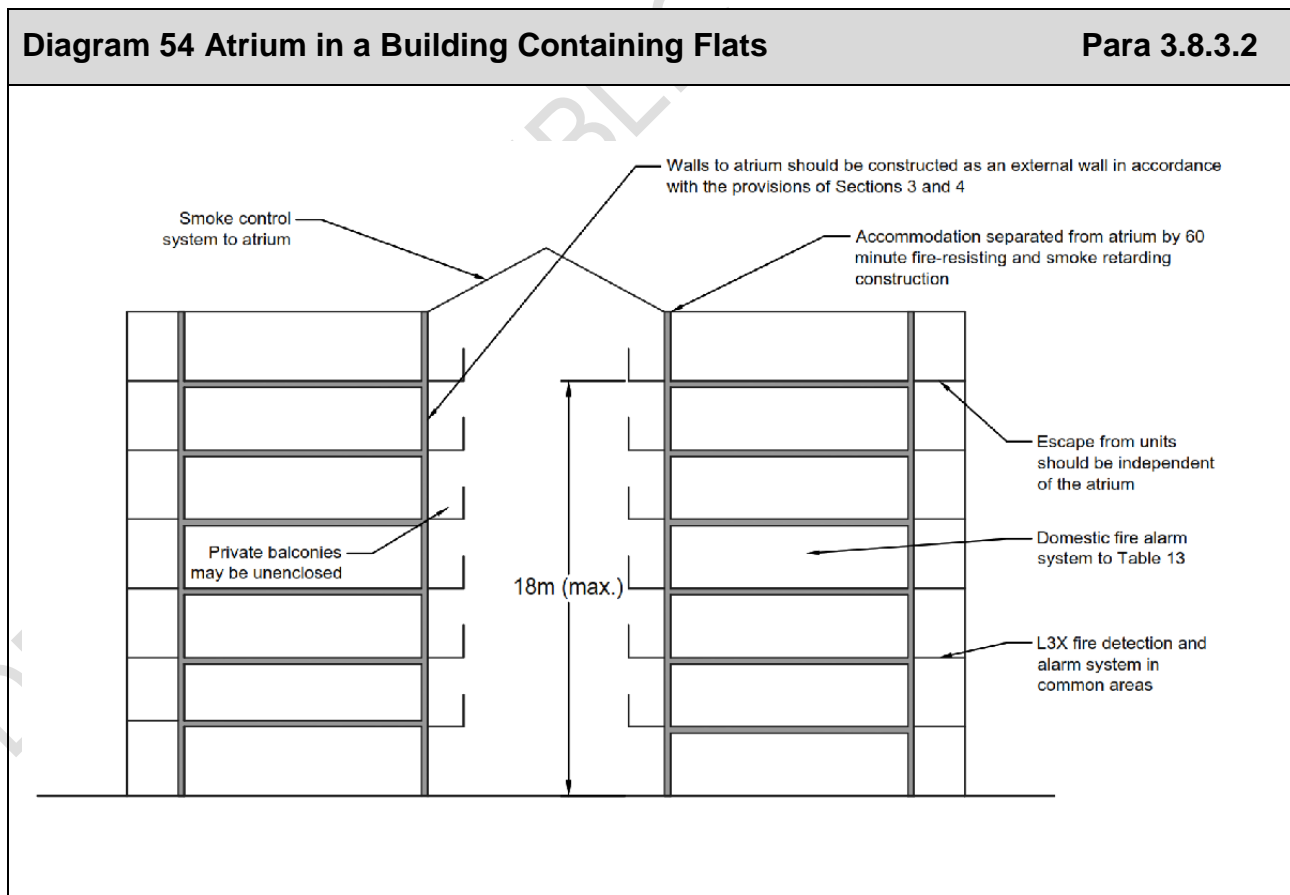 Diagram 54 Atrium in a Building Containing Flats Para 3.8.3.2
Walls to atrium should be constructed as an external wall in accordance
with the provisions of Sections 3 and 4
Smoke control
system to atrium
Accommodation separated from atrium by 60
minute fire-resisting and smoke retarding
construction
Escape from units
should be independent
of the atrium
Private balconies
may be unenclosed
Domestic fire alarm
system to Table 13
18m (max.)
L3X fire detection and
alarm system in
common areas